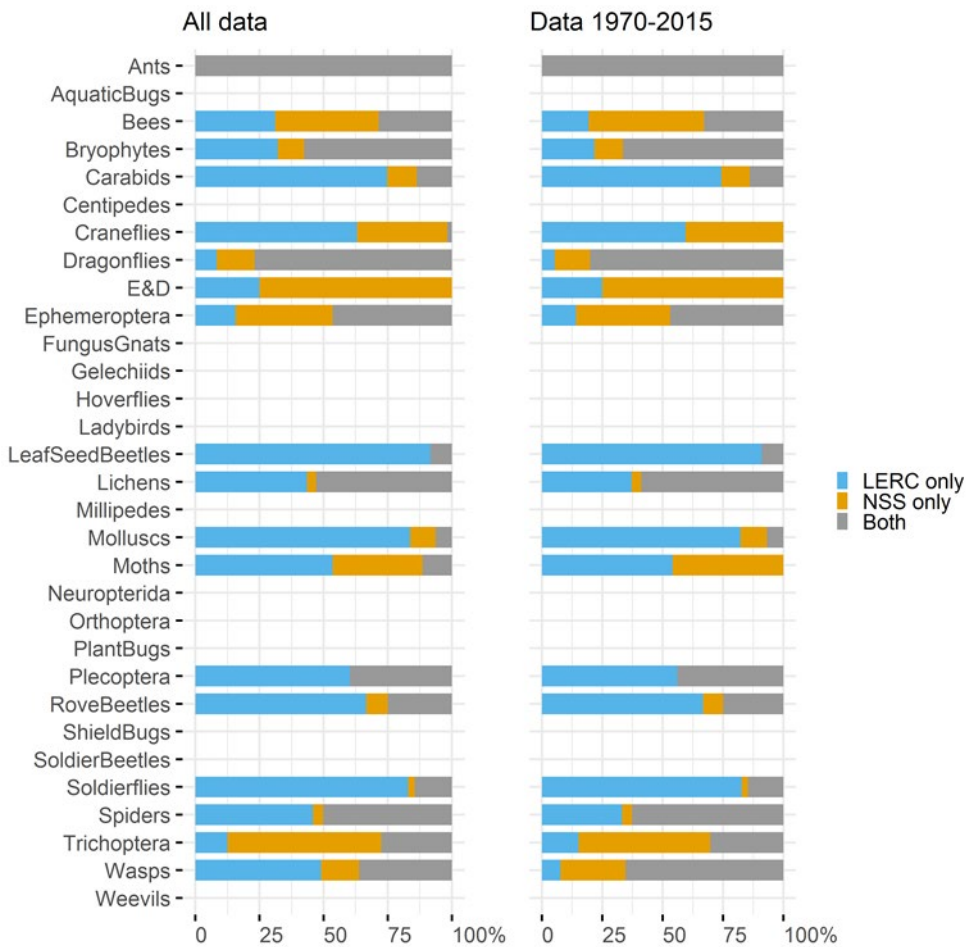 All data
Data 1970-2015
Ants
AquaticBugs
Bees
Bryophytes
Carabids
Centipedes
Craneflies
Dragonflies
E&D
Ephemeroptera
FungusGnats
Gelechiids
Hoverflies
Ladybirds
LeafSeedBeetles
Lichens
Millipedes
Molluscs
Moths
Neuropterida
Orthoptera
PlantBugs
Plecoptera
RoveBeetles
ShieldBugs
SoldierBeetles
Soldierflies
Spiders
Trichoptera
Wasps
Weevils
0 25 50 75 100%
0 25 50 75 100%
LERC only
NSS only
Both